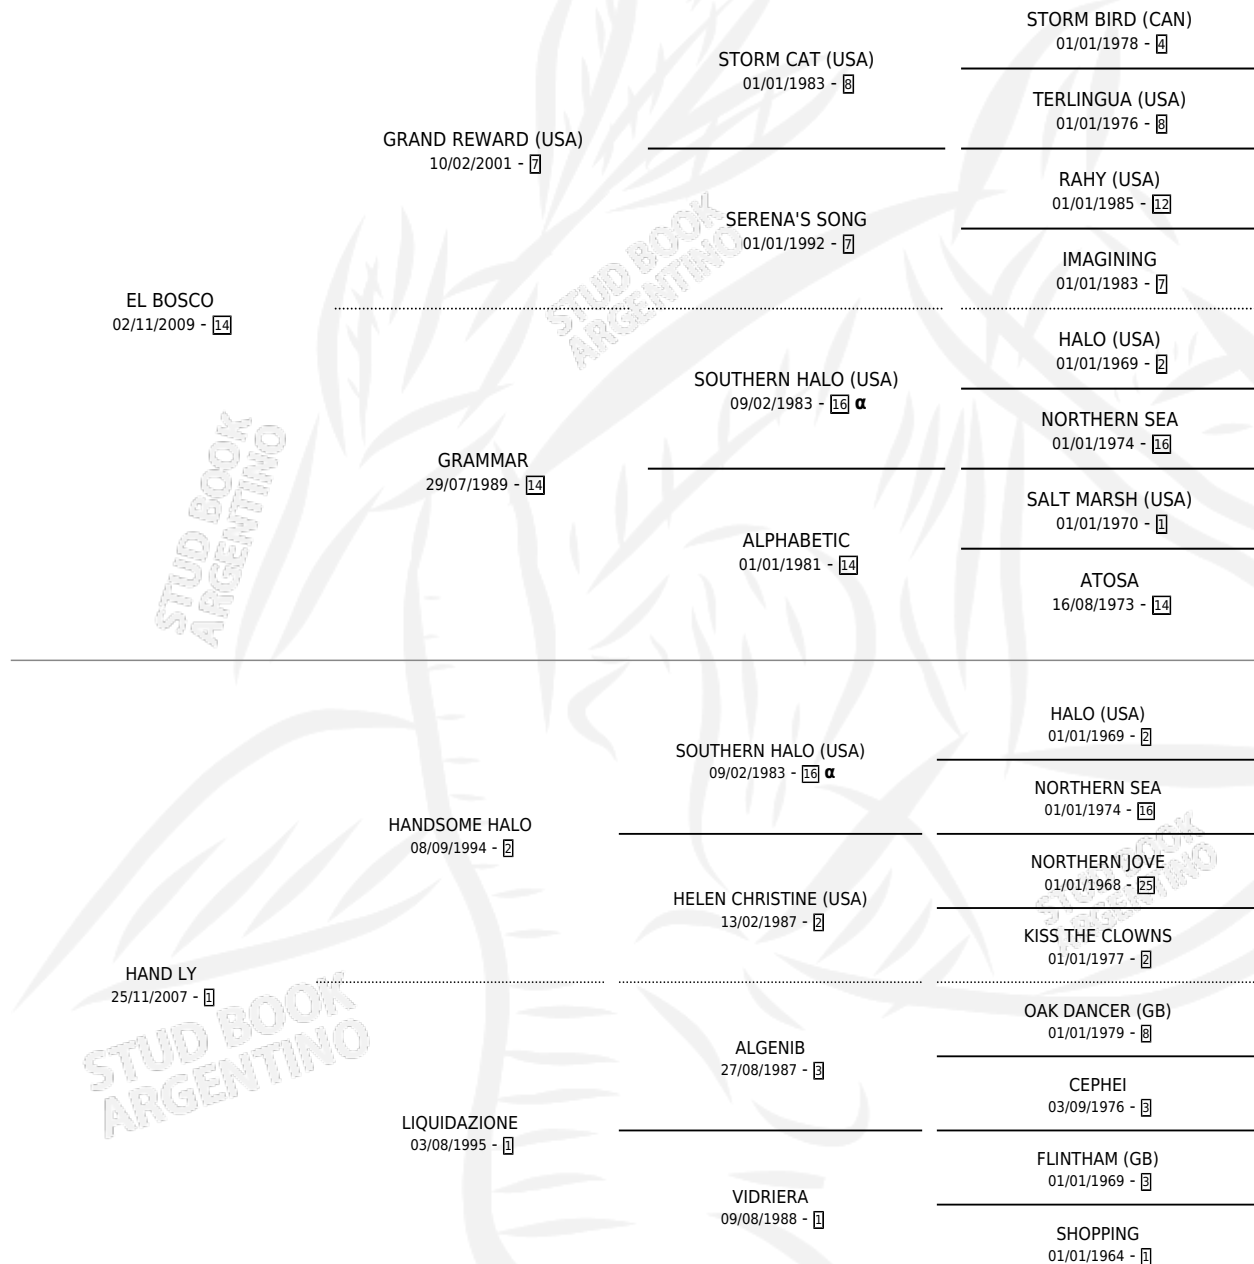 STORM BIRD (CAN)
01/01/1978 - 4
STORM CAT (USA)
01/01/1983 - 8
TERLINGUA (USA)
01/01/1976 - 8
GRAND REWARD (USA)
10/02/2001 - 7
RAHY (USA)
01/01/1985 - 12
SERENA'S SONG
01/01/1992 - 7
IMAGINING
01/01/1983 - 7
EL BOSCO
02/11/2009 - 14
HALO (USA)
01/01/1969 - 2
SOUTHERN HALO (USA)
09/02/1983 - 16 α
NORTHERN SEA
01/01/1974 - 16
GRAMMAR
29/07/1989 - 14
SALT MARSH (USA)
01/01/1970 - 1
ALPHABETIC
01/01/1981 - 14
ATOSA
16/08/1973 - 14
HALO (USA)
01/01/1969 - 2
SOUTHERN HALO (USA)
09/02/1983 - 16 α
NORTHERN SEA
01/01/1974 - 16
HANDSOME HALO
08/09/1994 - 2
NORTHERN JOVE
01/01/1968 - 25
HELEN CHRISTINE (USA)
13/02/1987 - 2
KISS THE CLOWNS
01/01/1977 - 2
HAND LY
25/11/2007 - 1
OAK DANCER (GB)
01/01/1979 - 8
ALGENIB
27/08/1987 - 3
CEPHEI
03/09/1976 - 3
LIQUIDAZIONE
03/08/1995 - 1
FLINTHAM (GB)
01/01/1969 - 3
VIDRIERA
09/08/1988 - 1
SHOPPING
01/01/1964 - 1
STUD BOOK
ARGENTINO
STUD BOOK
ARGENTINO
STUD BOOK
ARGENTINO
STUD BOOK
ARGENTINO